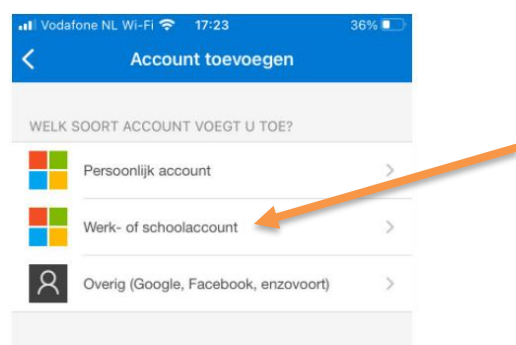 Vodafone NL Wi-Fi 17:23 36%
Account toevoegen
WELK SOORT ACCOUNT VOEGT U TOE?
Persoonlijk account
Werk- of schoolaccount
Overig (Google, Facebook, enzovoort)